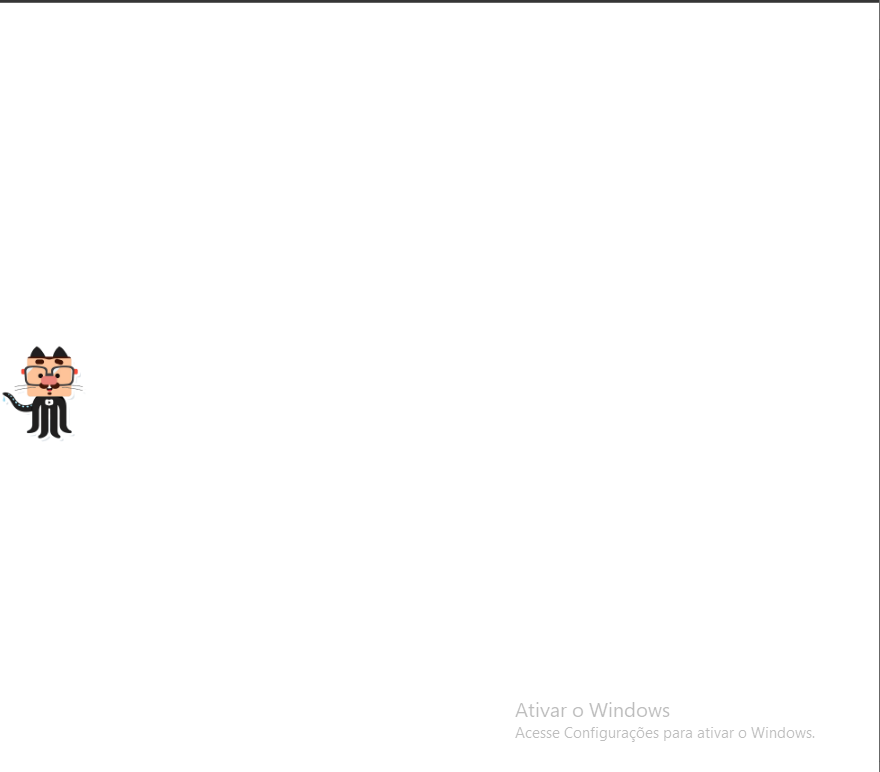 Ativar o Windows
Acesse Configurações para ativar o Windows.